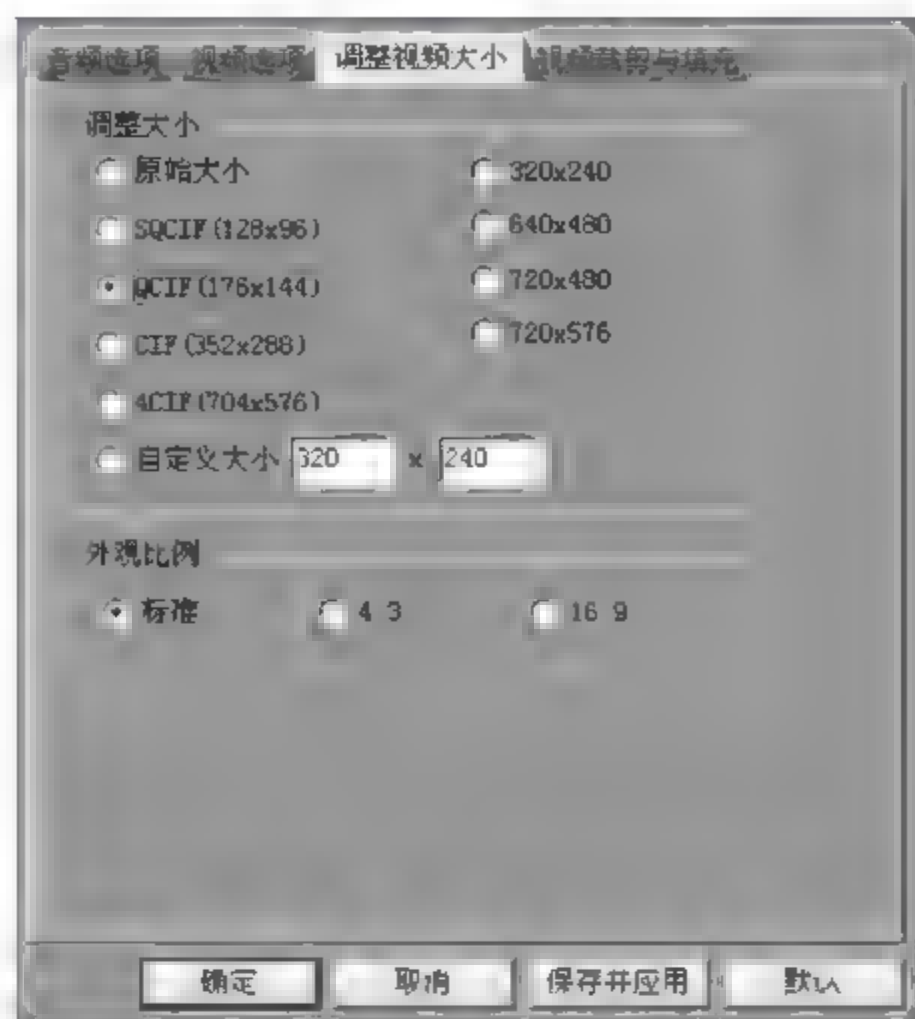 音频选项 视频选项 调整视频大小 视频裁剪与填充
调整大小
原始大小 320x240
SQCIF(128x96) 640x480
QCIF(176x144) 720x480
CIF(352x288) 720x576
4CIF(704x576)
自定义大小 320 x 240
外观比例
标准 4 3 16 9
确定 取消 保存并应用 默认